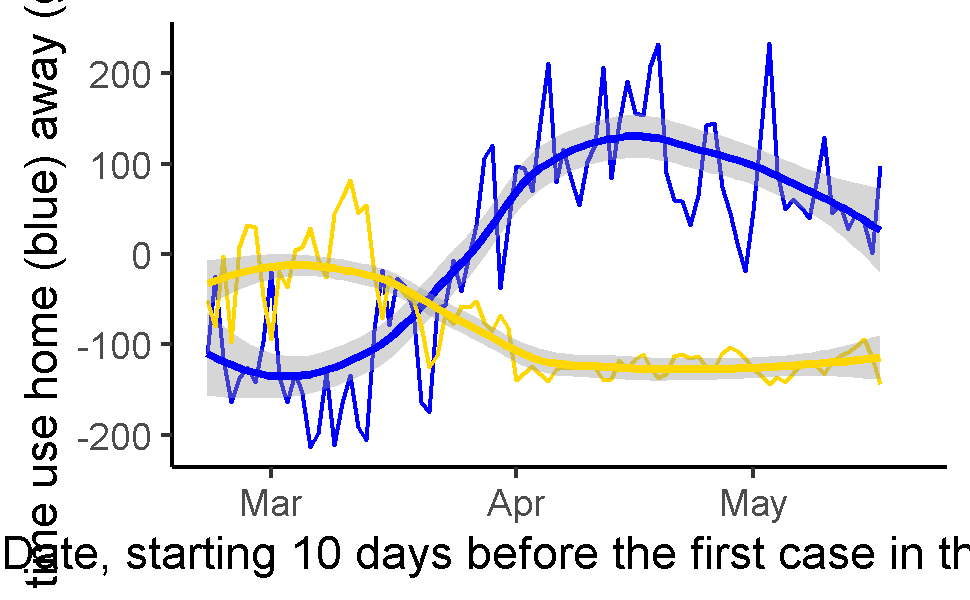 time use home (blue) away (
200
100
0
-100
-200
Mar Apr May
Date, starting 10 days before the first case in th